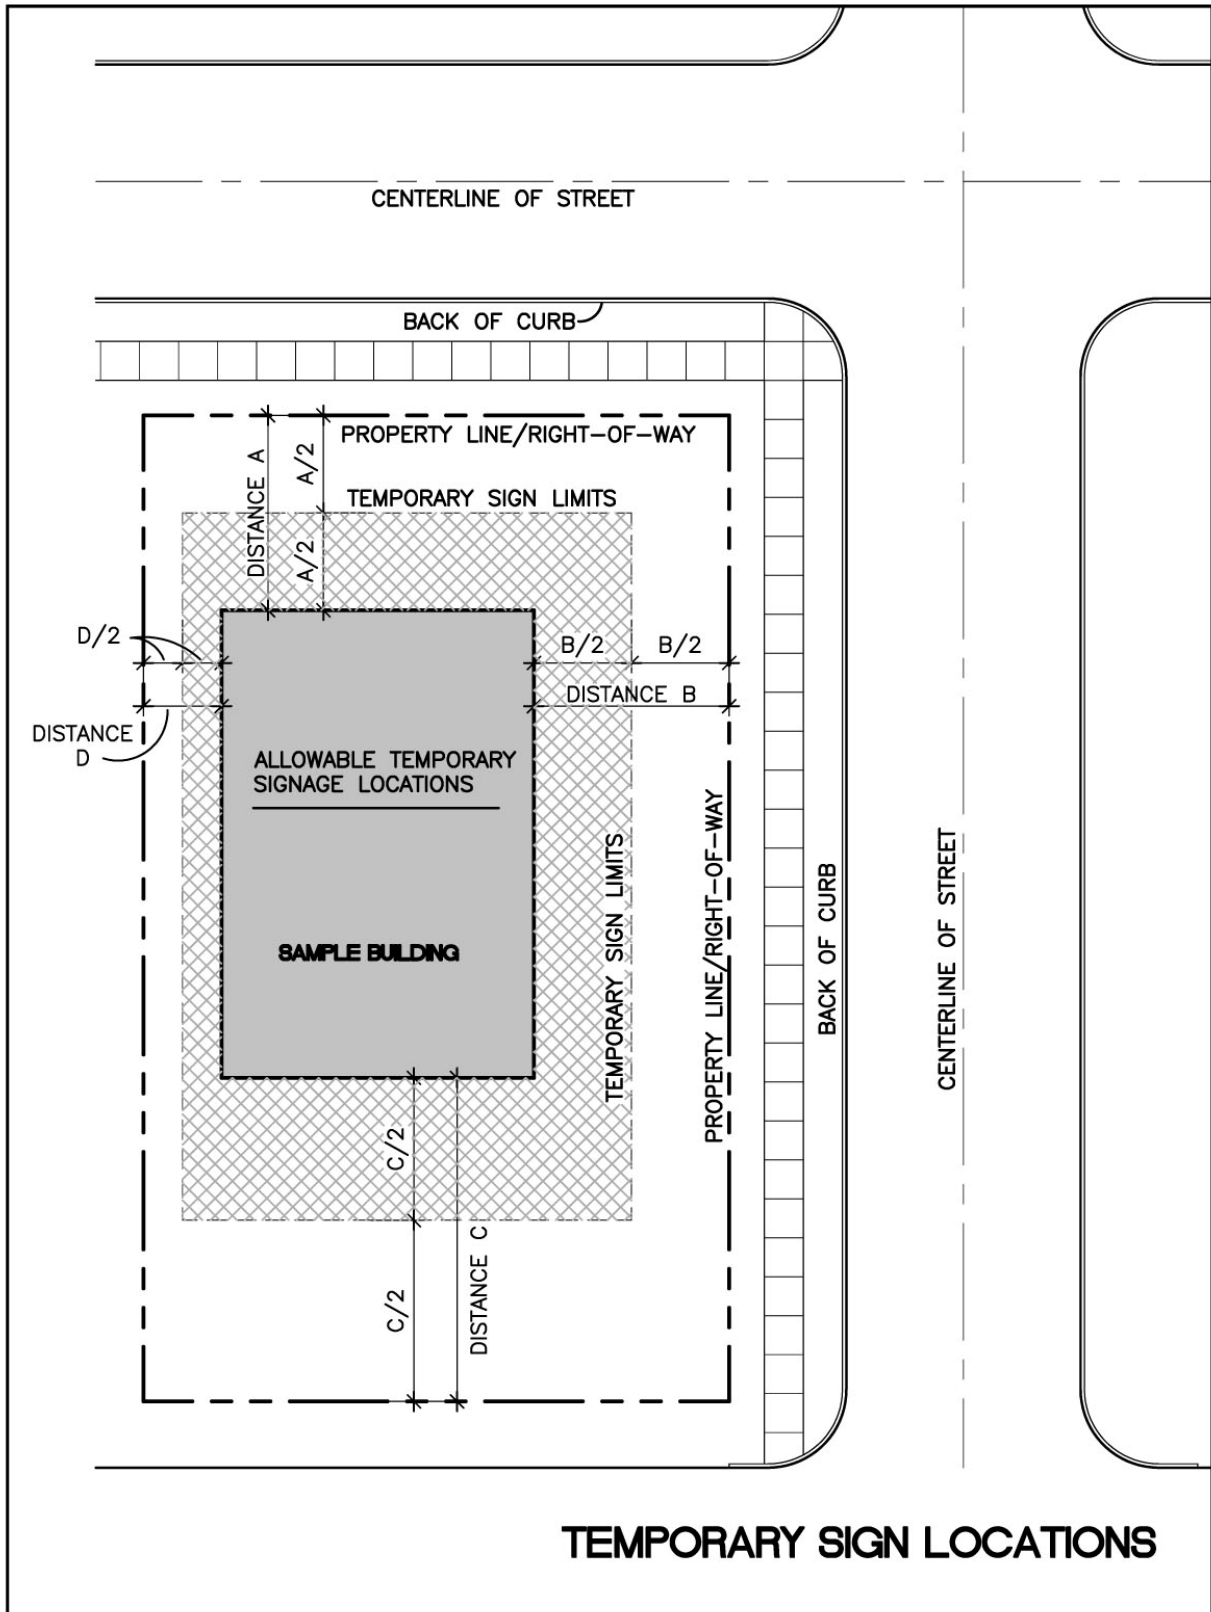 CENTERLINE OF STREET
BACK OF CURB
PROPERTY LINE/RIGHT-OF-WAY
DISTANCE A
A/2
TEMPORARY SIGN LIMITS
A/2
D/2
B/2
B/2
DISTANCE B
DISTANCE
D
ALLOWABLE TEMPORARY
SIGNAGE LOCATIONS
SAMPLE BUILDING
TEMPORARY SIGN LIMITS
PROPERTY LINE/RIGHT-OF-WAY
BACK OF CURB
CENTERLINE OF STREET
C/2
C/2
DISTANCE C
TEMPORARY SIGN LOCATIONS